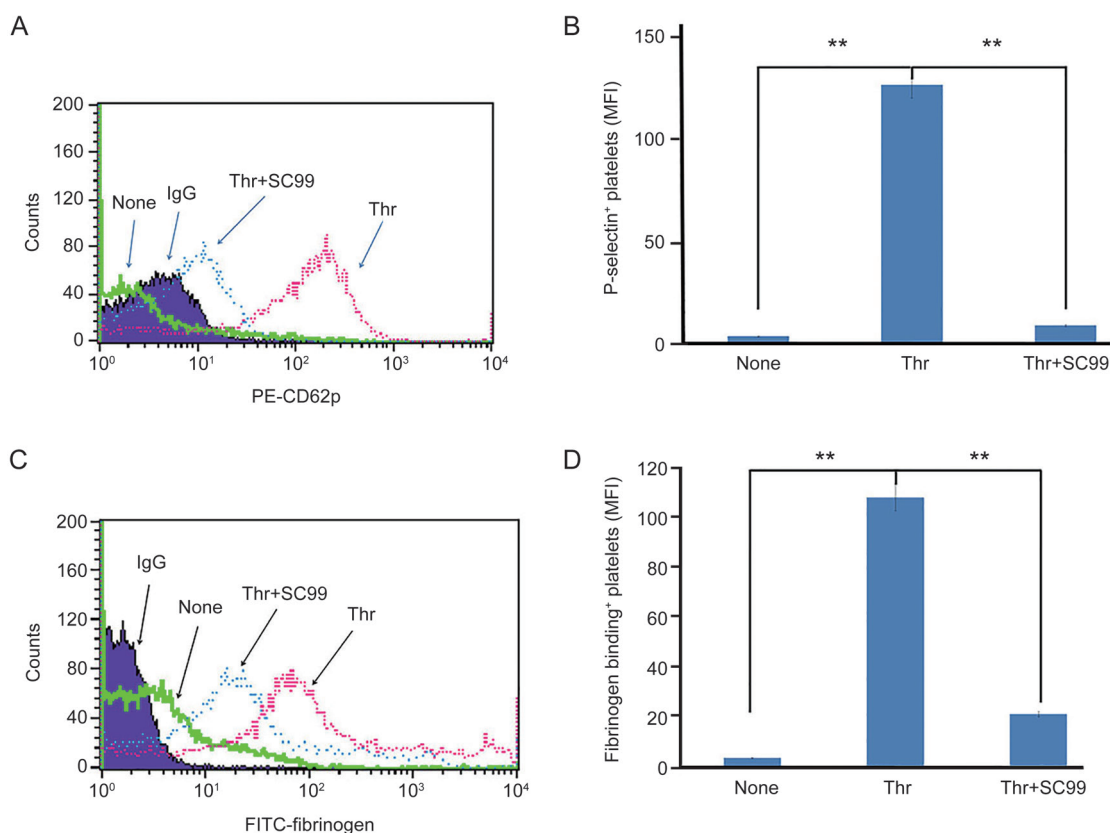 A
200
160
120
80
40
0
Counts
None
IgG
Thr+SC99
Thr
10⁰
10¹
10²
10³
10⁴
PE-CD62p
B
150
100
50
0
P-selectin⁺ platelets (MFI)
**
**
None
Thr
Thr+SC99
C
200
160
120
80
40
0
Counts
IgG
None
Thr+SC99
Thr
10⁰
10¹
10²
10³
10⁴
FITC-fibrinogen
D
120
100
80
60
40
20
0
Fibrinogen binding⁺ platelets (MFI)
**
**
None
Thr
Thr+SC99